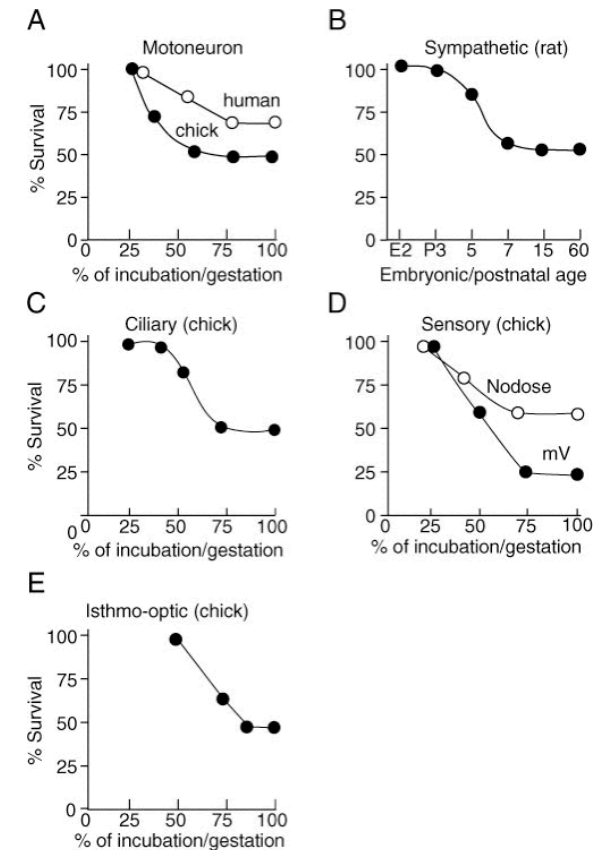 A
Motoneuron
100
75
50
25
0
% Survival
human
chick
0 25 50 75 100
% of incubation/gestation
B
Sympathetic (rat)
100
75
50
25
0
E2 P3 5 7 15 60
Embryonic/postnatal age
C
Ciliary (chick)
100
75
50
25
0
% Survival
0 25 50 75 100
% of incubation/gestation
D
Sensory (chick)
100
75
50
25
0
Nodose
mV
0 25 50 75 100
% of incubation/gestation
E
Isthmo-optic (chick)
100
75
50
25
0
% Survival
0 25 50 75 100
% of incubation/gestation